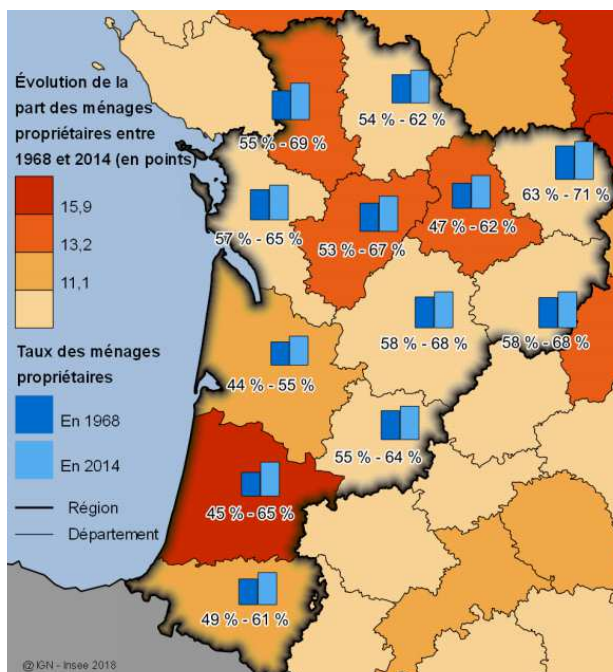 Évolution de la
part des ménages
propriétaires entre
1968 et 2014 (en points)
15,9
13,2
11,1
Taux des ménages
propriétaires
En 1968
En 2014
Région
Département
55 % - 69 %
54 % - 62 %
63 % - 71 %
57 % - 65 %
53 % - 67 %
47 % - 62 %
58 % - 68 %
58 % - 68 %
44 % - 55 %
55 % - 64 %
45 % - 65 %
49 % - 61 %
@ IGN - Insee 2018